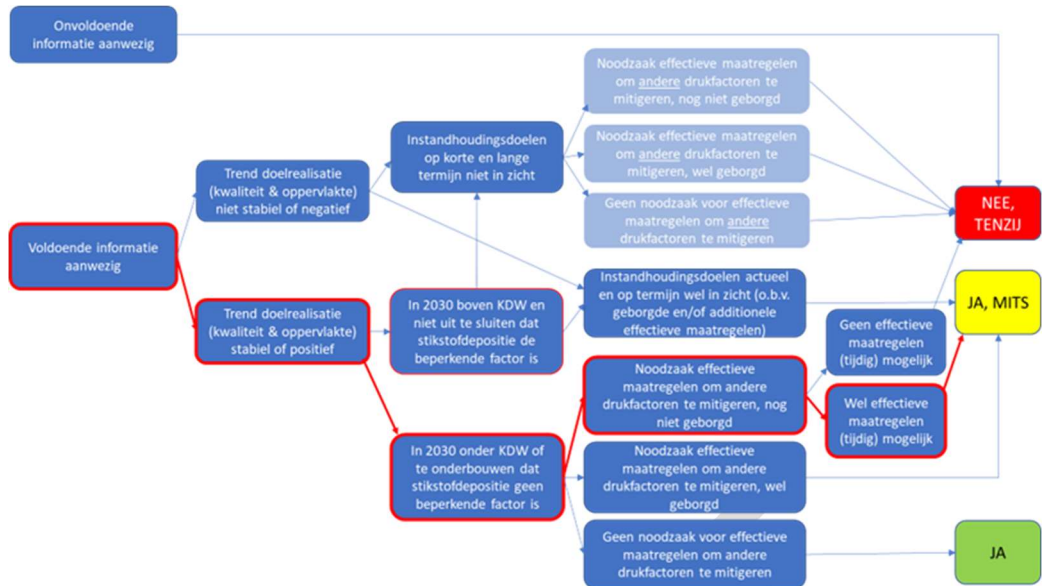 Onvoldoende
informatie aanwezig
Noodzaak effectieve maatregelen
om andere drukfactoren te
mitigeren, nog niet geborgd
Instandhoudingsdoelen
op korte en lange
termijn niet in zicht
Noodzaak effectieve maatregelen
om andere drukfactoren te
mitigeren, wel geborgd
Trend doelrealisatie
(kwaliteit & oppervlakte)
niet stabiel of negatief
Geen noodzaak voor effectieve
maatregelen om andere
drukfactoren te mitigeren
NEE,
TENZIJ
Voldoende informatie
aanwezig
Trend doelrealisatie
(kwaliteit & oppervlakte)
stabiel of positief
In 2030 boven KDW en
niet uit te sluiten dat
stikstofdepositie de
beperkende factor is
Instandhoudingsdoelen actueel
en op termijn wel in zicht (o.b.v.
geborgde en/of additionele
effectieve maatregelen)
JA, MITS
Geen effectieve
maatregelen
(tijdig) mogelijk
Noodzaak effectieve
maatregelen om andere
drukfactoren te mitigeren, nog
niet geborgd
Wel effectieve
maatregelen
(tijdig) mogelijk
In 2030 onder KDW of
te onderbouwen dat
stikstofdepositie geen
beperkende factor is
Noodzaak effectieve
maatregelen om andere
drukfactoren te mitigeren, wel
geborgd
Geen noodzaak voor effectieve
maatregelen om andere
drukfactoren te mitigeren
JA